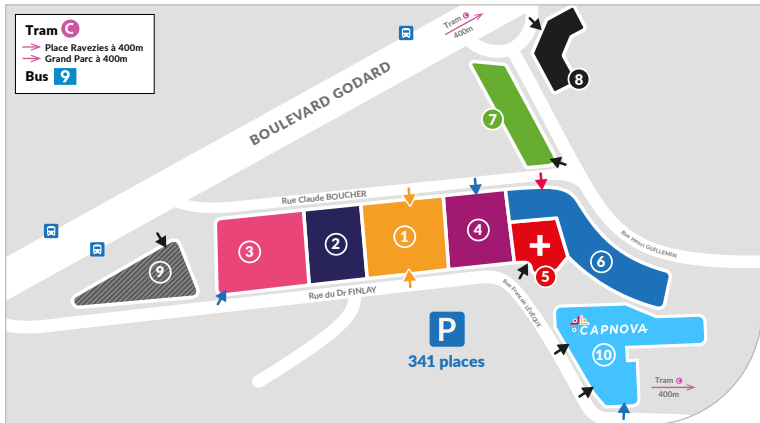 Tram C
Place Ravezies à 400m
Grand Parc à 400m
Bus 9
Tram C
400m
BOULEVARD GODARD
8
7
Rue Claude BOUCHER
3
2
1
4
9
5
6
Rue Henri GUILLEMIN
Rue du Dr FINLAY
Rue François LEVÊQUE
P
341 places
CAPNOVA
10
Tram C
400m